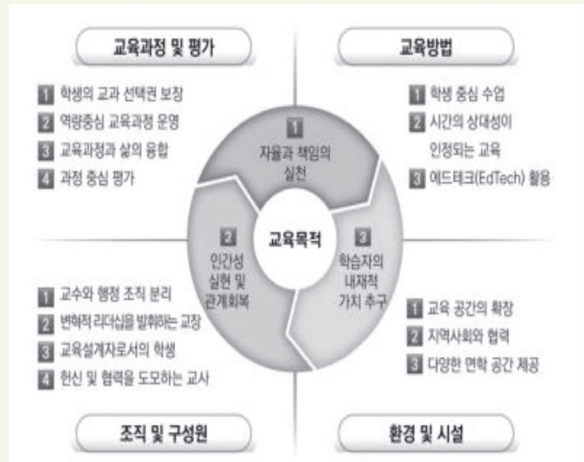 교육과정 및 평가
1 학생의 교과 선택권 보장
2 역량중심 교육과정 운영
3 교육과정과 삶의 융합
4 과정 중심 평가
교육방법
1 학생 중심 수업
2 시간의 상대성이
인정되는 교육
3 에드테크(EdTech) 활용
1
자율과 책임의
실천
2
인간성
실현 및
관계회복
교육목적
3
학습자의
내재적
가치 추구
1 교수와 행정 조직 분리
2 변혁적 리더십을 발휘하는 교장
3 교육설계자로서의 학생
4 헌신 및 협력을 도모하는 교사
조직 및 구성원
1 교육 공간의 확장
2 지역사회와 협력
3 다양한 면학 공간 제공
환경 및 시설